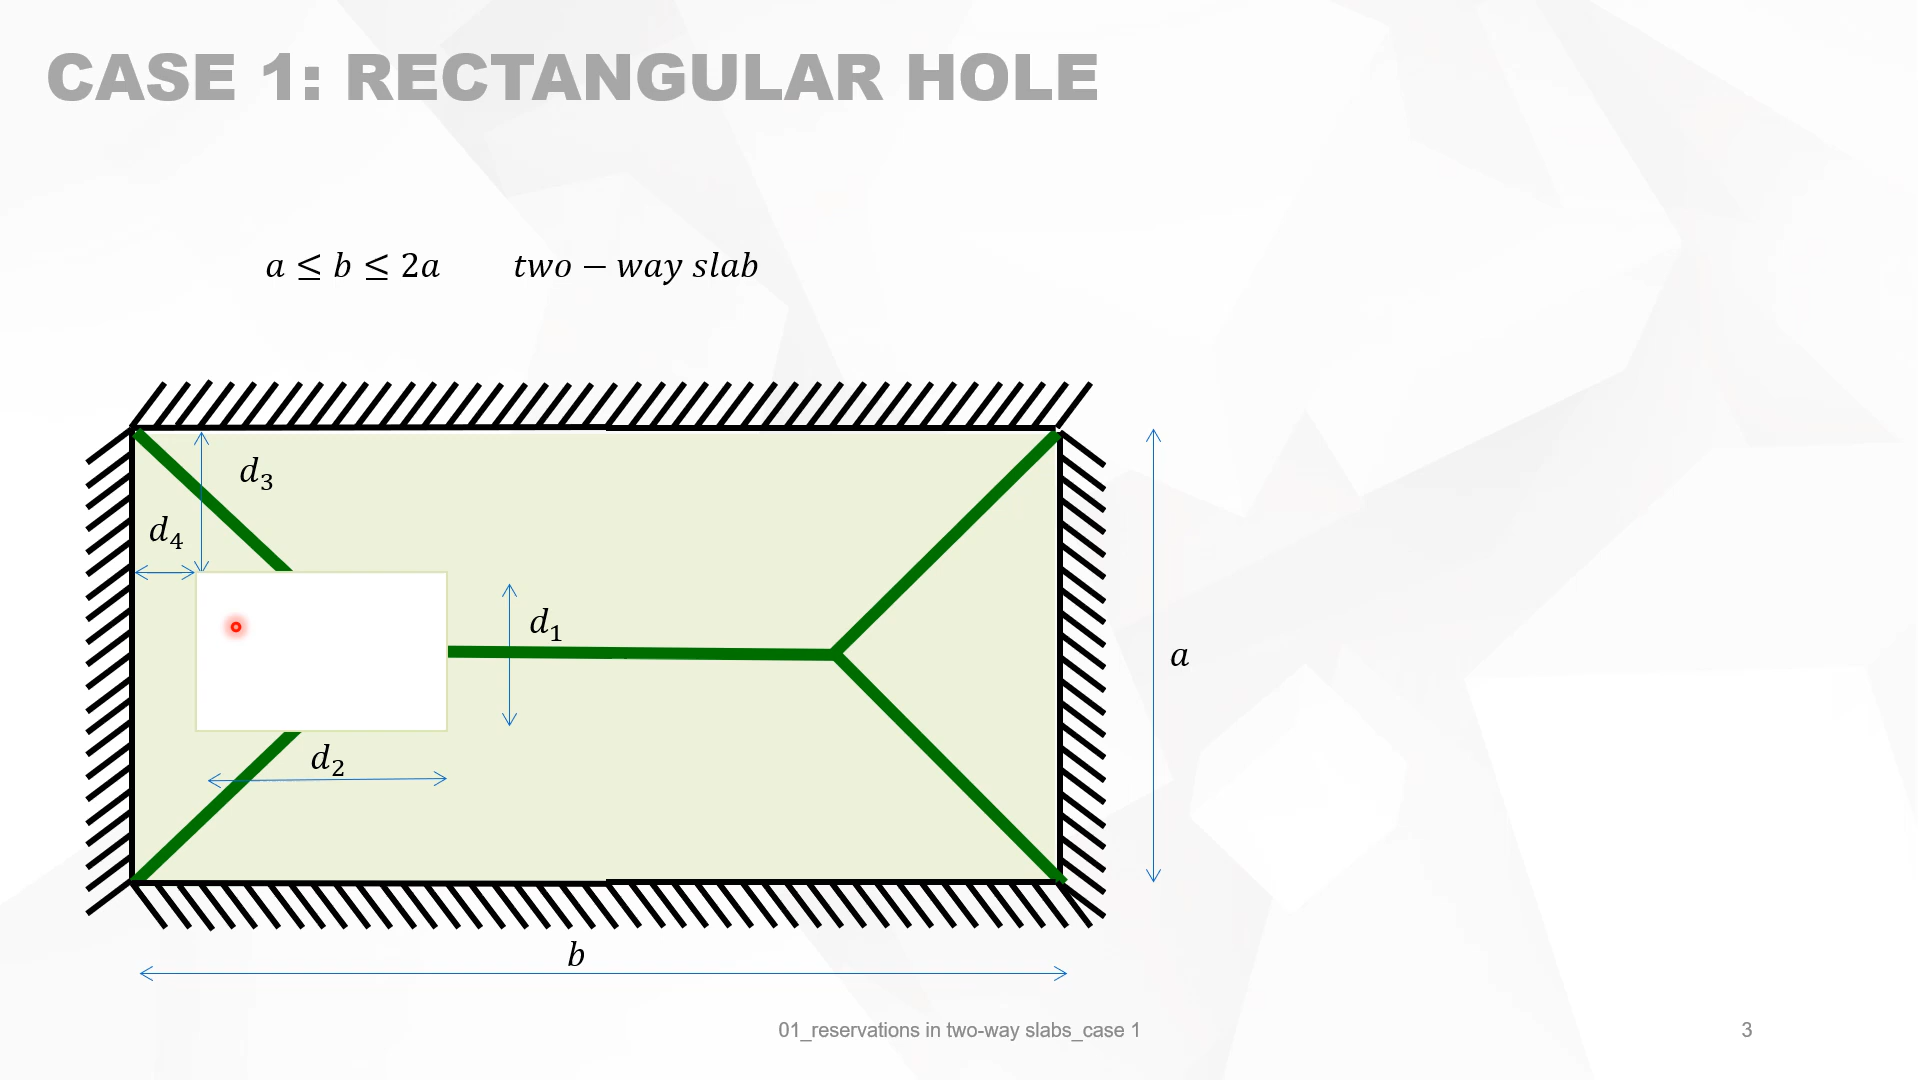 CASE 1: RECTANGULAR HOLE
a ≤ b ≤ 2a two − way slab
d₃
d₄
d₁
a
d₂
b
01_reservations in two-way slabs_case 1
3